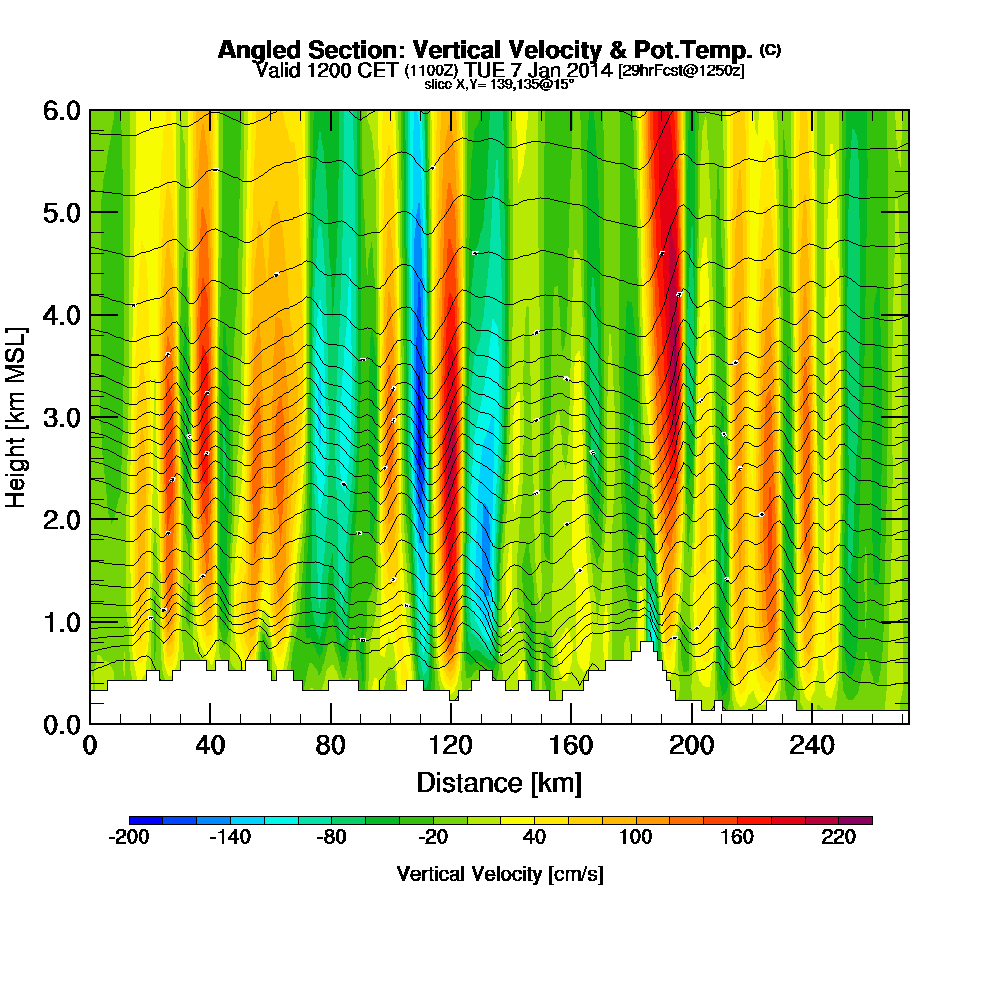 Angled Section: Vertical Velocity & Pot.Temp. (C)
Valid 1200 CET (1100Z) TUE 7 Jan 2014 [29hrFcst@1250z]
slice X,Y= 139,135@15°
6.0
5.0
4.0
3.0
2.0
1.0
0.0
Height [km MSL]
0 40 80 120 160 200 240
Distance [km]
-200 -140 -80 -20 40 100 160 220
Vertical Velocity [cm/s]